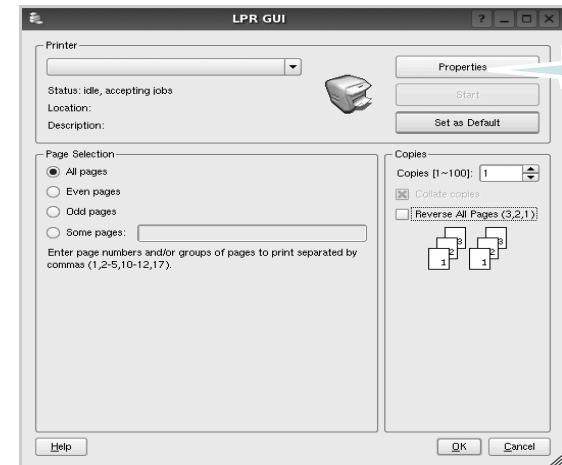 LPR GUI
Printer
Properties
Status: idle, accepting jobs
Start
Location:
Description:
Set as Default
Page Selection
All pages
Even pages
Odd pages
Some pages:
Enter page numbers and/or groups of pages to print separated by
commas (1,2-5,10-12,17).
Copies
Copies [1~100]: 1
Collate copies
Reverse All Pages (3,2,1)
3 3
2 2
1 1
Help
OK
Cancel